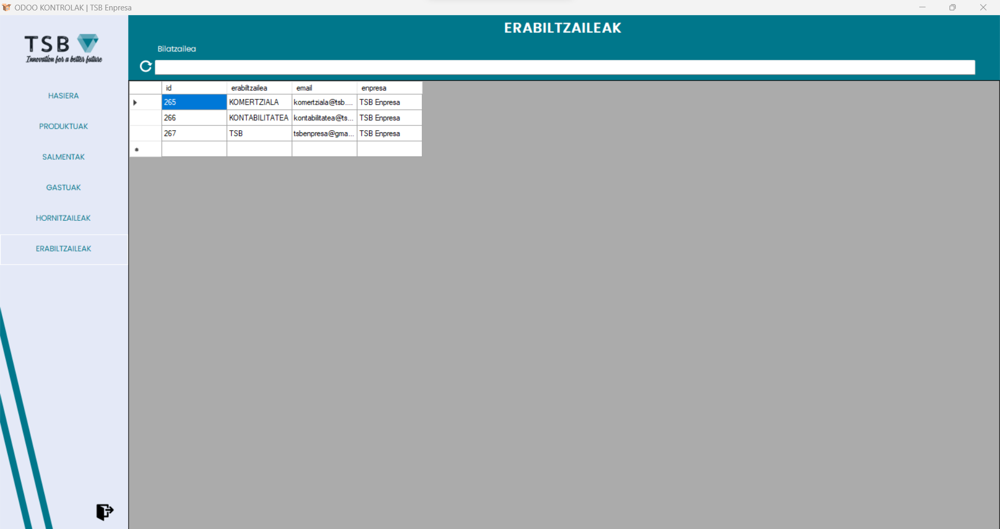 ODOO KONTROLAK | TSB Enpresa
TSB
Innovation for a better future
HASIERA
PRODUKTUAK
SALMENTAK
GASTUAK
HORNITZAILEAK
ERABILTZAILEAK
ERABILTZAILEAK
Bilatzailea
id erabiltzailea email enpresa
265 KOMERTZIALA komertziala@tsb.... TSB Enpresa
266 KONTABILITATEA kontabilitatea@ts... TSB Enpresa
267 TSB tsbenpresa@gma... TSB Enpresa